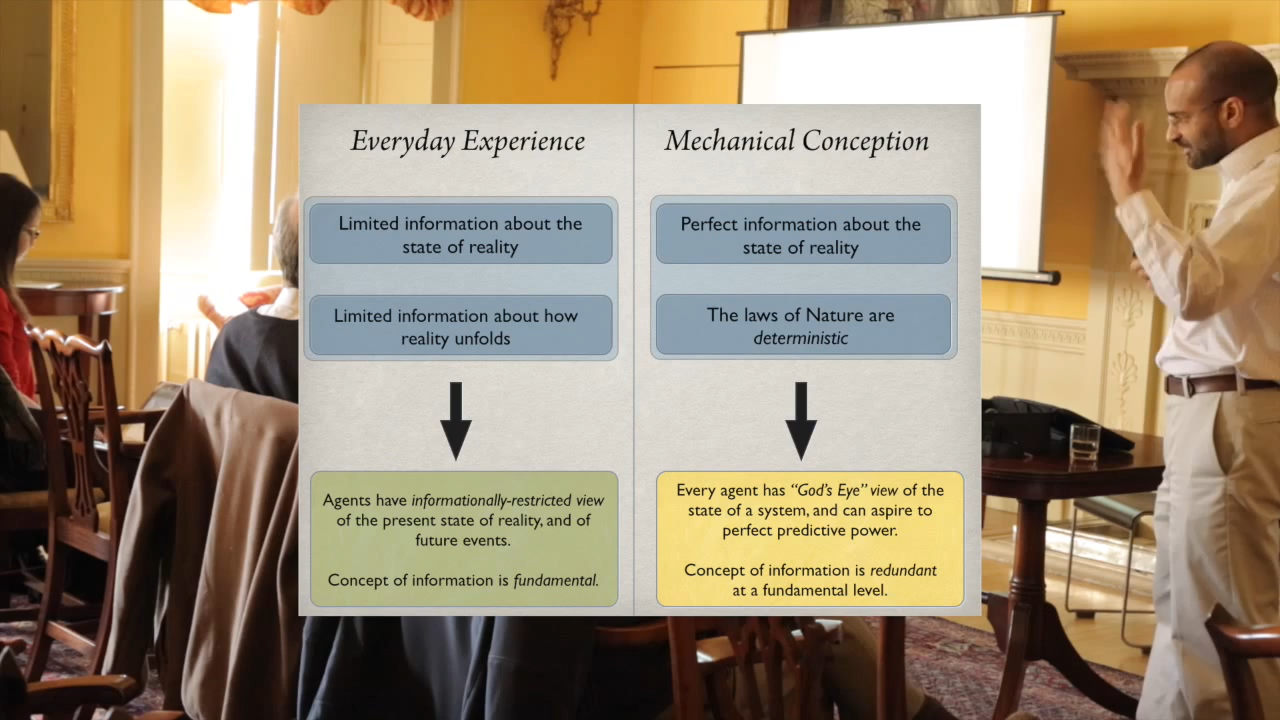 Everyday Experience
Limited information about the
state of reality
Limited information about how
reality unfolds
Agents have informationally-restricted view
of the present state of reality, and of
future events.
Concept of information is fundamental.
Mechanical Conception
Perfect information about the
state of reality
The laws of Nature are
deterministic
Every agent has “God’s Eye” view of the
state of a system, and can aspire to
perfect predictive power.
Concept of information is redundant
at a fundamental level.